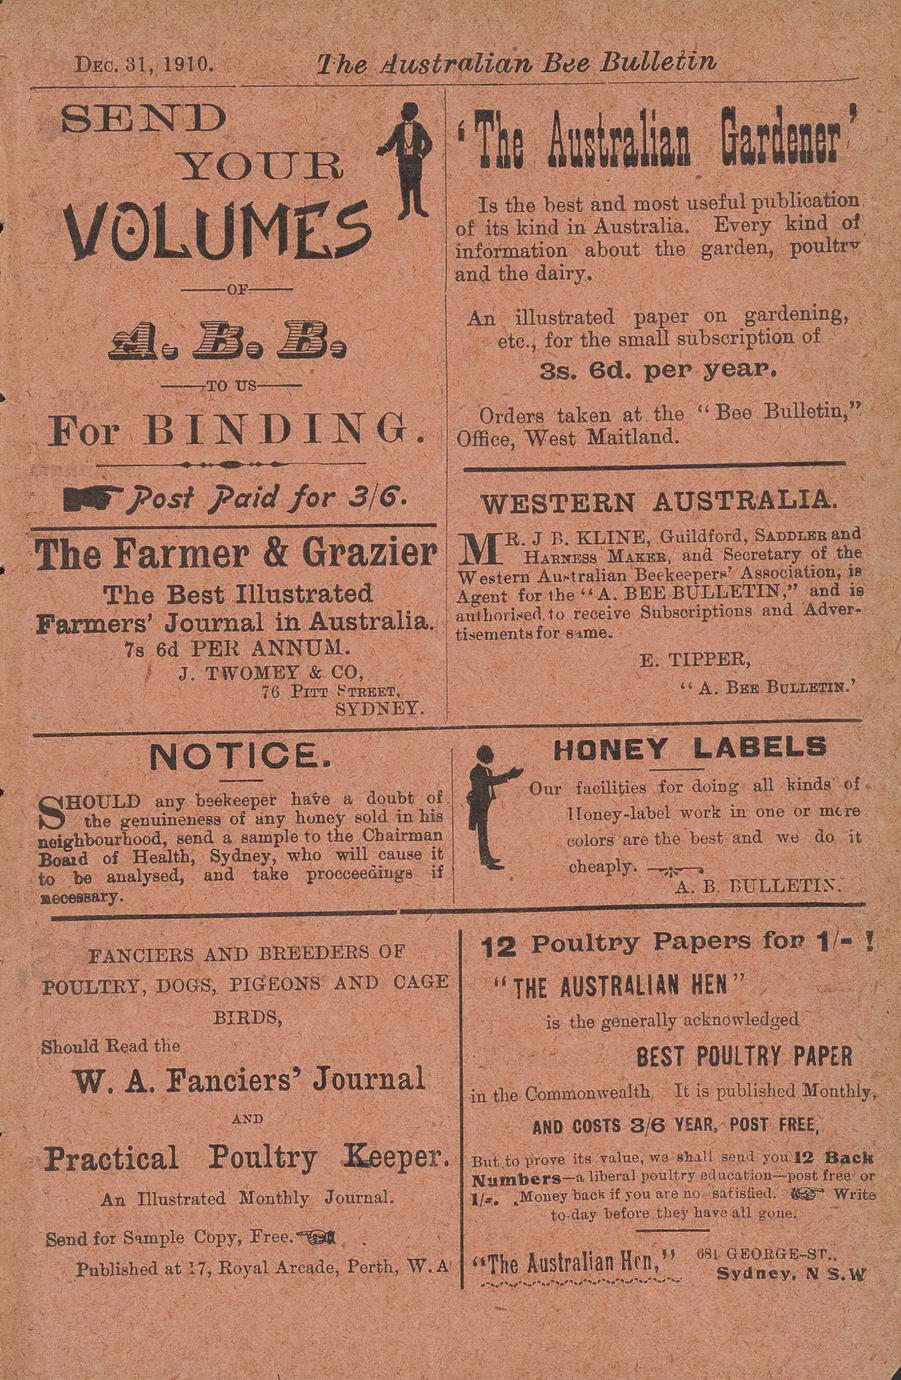 DEC. 31, 1910.
The Australian Bee Bulletin
SEND
YOUR
VOLUMES
OF
A. B. B.
TO US
For BINDING.
Post Paid for 3/6.
The Farmer & Grazier
The Best Illustrated
Farmers' Journal in Australia.
7s 6d PER ANNUM.
J. TWOMEY & CO,
76 PITT STREET,
SYDNEY.
'The Australian Gardener'
Is the best and most useful publication
of its kind in Australia. Every kind of
information about the garden, poultry
and the dairy.
An illustrated paper on gardening,
etc., for the small subscription of
3s. 6d. per year.
Orders taken at the "Bee Bulletin,"
Office, West Maitland.
WESTERN AUSTRALIA.
MR. J B. KLINE, Guildford, SADDLER and
HARNESS MAKER, and Secretary of the
Western Australian Beekeepers' Association, is
Agent for the "A. BEE BULLETIN," and is
authorised to receive Subscriptions and Adver-
tisements for same.
E. TIPPER,
"A. BEE BULLETIN.'
NOTICE.
SHOULD any beekeeper have a doubt of
the genuineness of any honey sold in his
neighbourhood, send a sample to the Chairman
Board of Health, Sydney, who will cause it
to be analysed, and take procceedings if
necessary.
HONEY LABELS
Our facilities for doing all kinds of
Honey-label work in one or more
colors are the best and we do it
cheaply.
A. B. BULLETIN.
FANCIERS AND BREEDERS OF
POULTRY, DOGS, PIGEONS AND CAGE
BIRDS,
Should Read the
W. A. Fanciers' Journal
AND
Practical Poultry Keeper.
An Illustrated Monthly Journal.
Send for Sample Copy, Free.
Published at 17, Royal Arcade, Perth, W.A
12 Poultry Papers for 1/- !
"THE AUSTRALIAN HEN"
is the generally acknowledged
BEST POULTRY PAPER
in the Commonwealth. It is published Monthly,
AND COSTS 3/6 YEAR, POST FREE,
But to prove its value, we shall send you 12 Back
Numbers—a liberal poultry education—post free for
1/-. Money back if you are no satisfied. Write
to-day before they have all gone.
"The Australian Hen," 681 GEORGE-ST.,
Sydney, N S.W